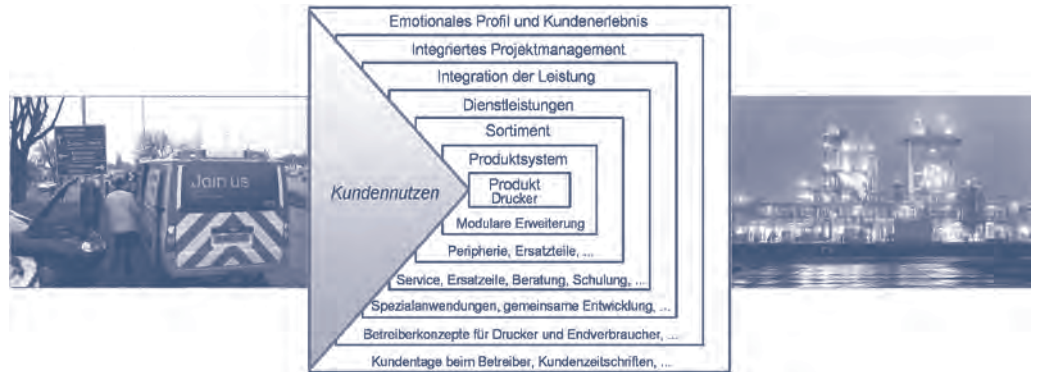 Emotionales Profil und Kundenerlebnis
Integriertes Projektmanagement
Integration der Leistung
Dienstleistungen
Sortiment
Produktsystem
Produkt
Drucker
Kundennutzen
Join us
Modulare Erweiterung
Peripherie, Ersatzteile, ...
Service, Ersatzeile, Beratung, Schulung, ...
Spezialanwendungen, gemeinsame Entwicklung, ...
Betreiberkonzepte für Drucker und Endverbraucher, ...
Kundentage beim Betreiber, Kundenzeitschriften, ...